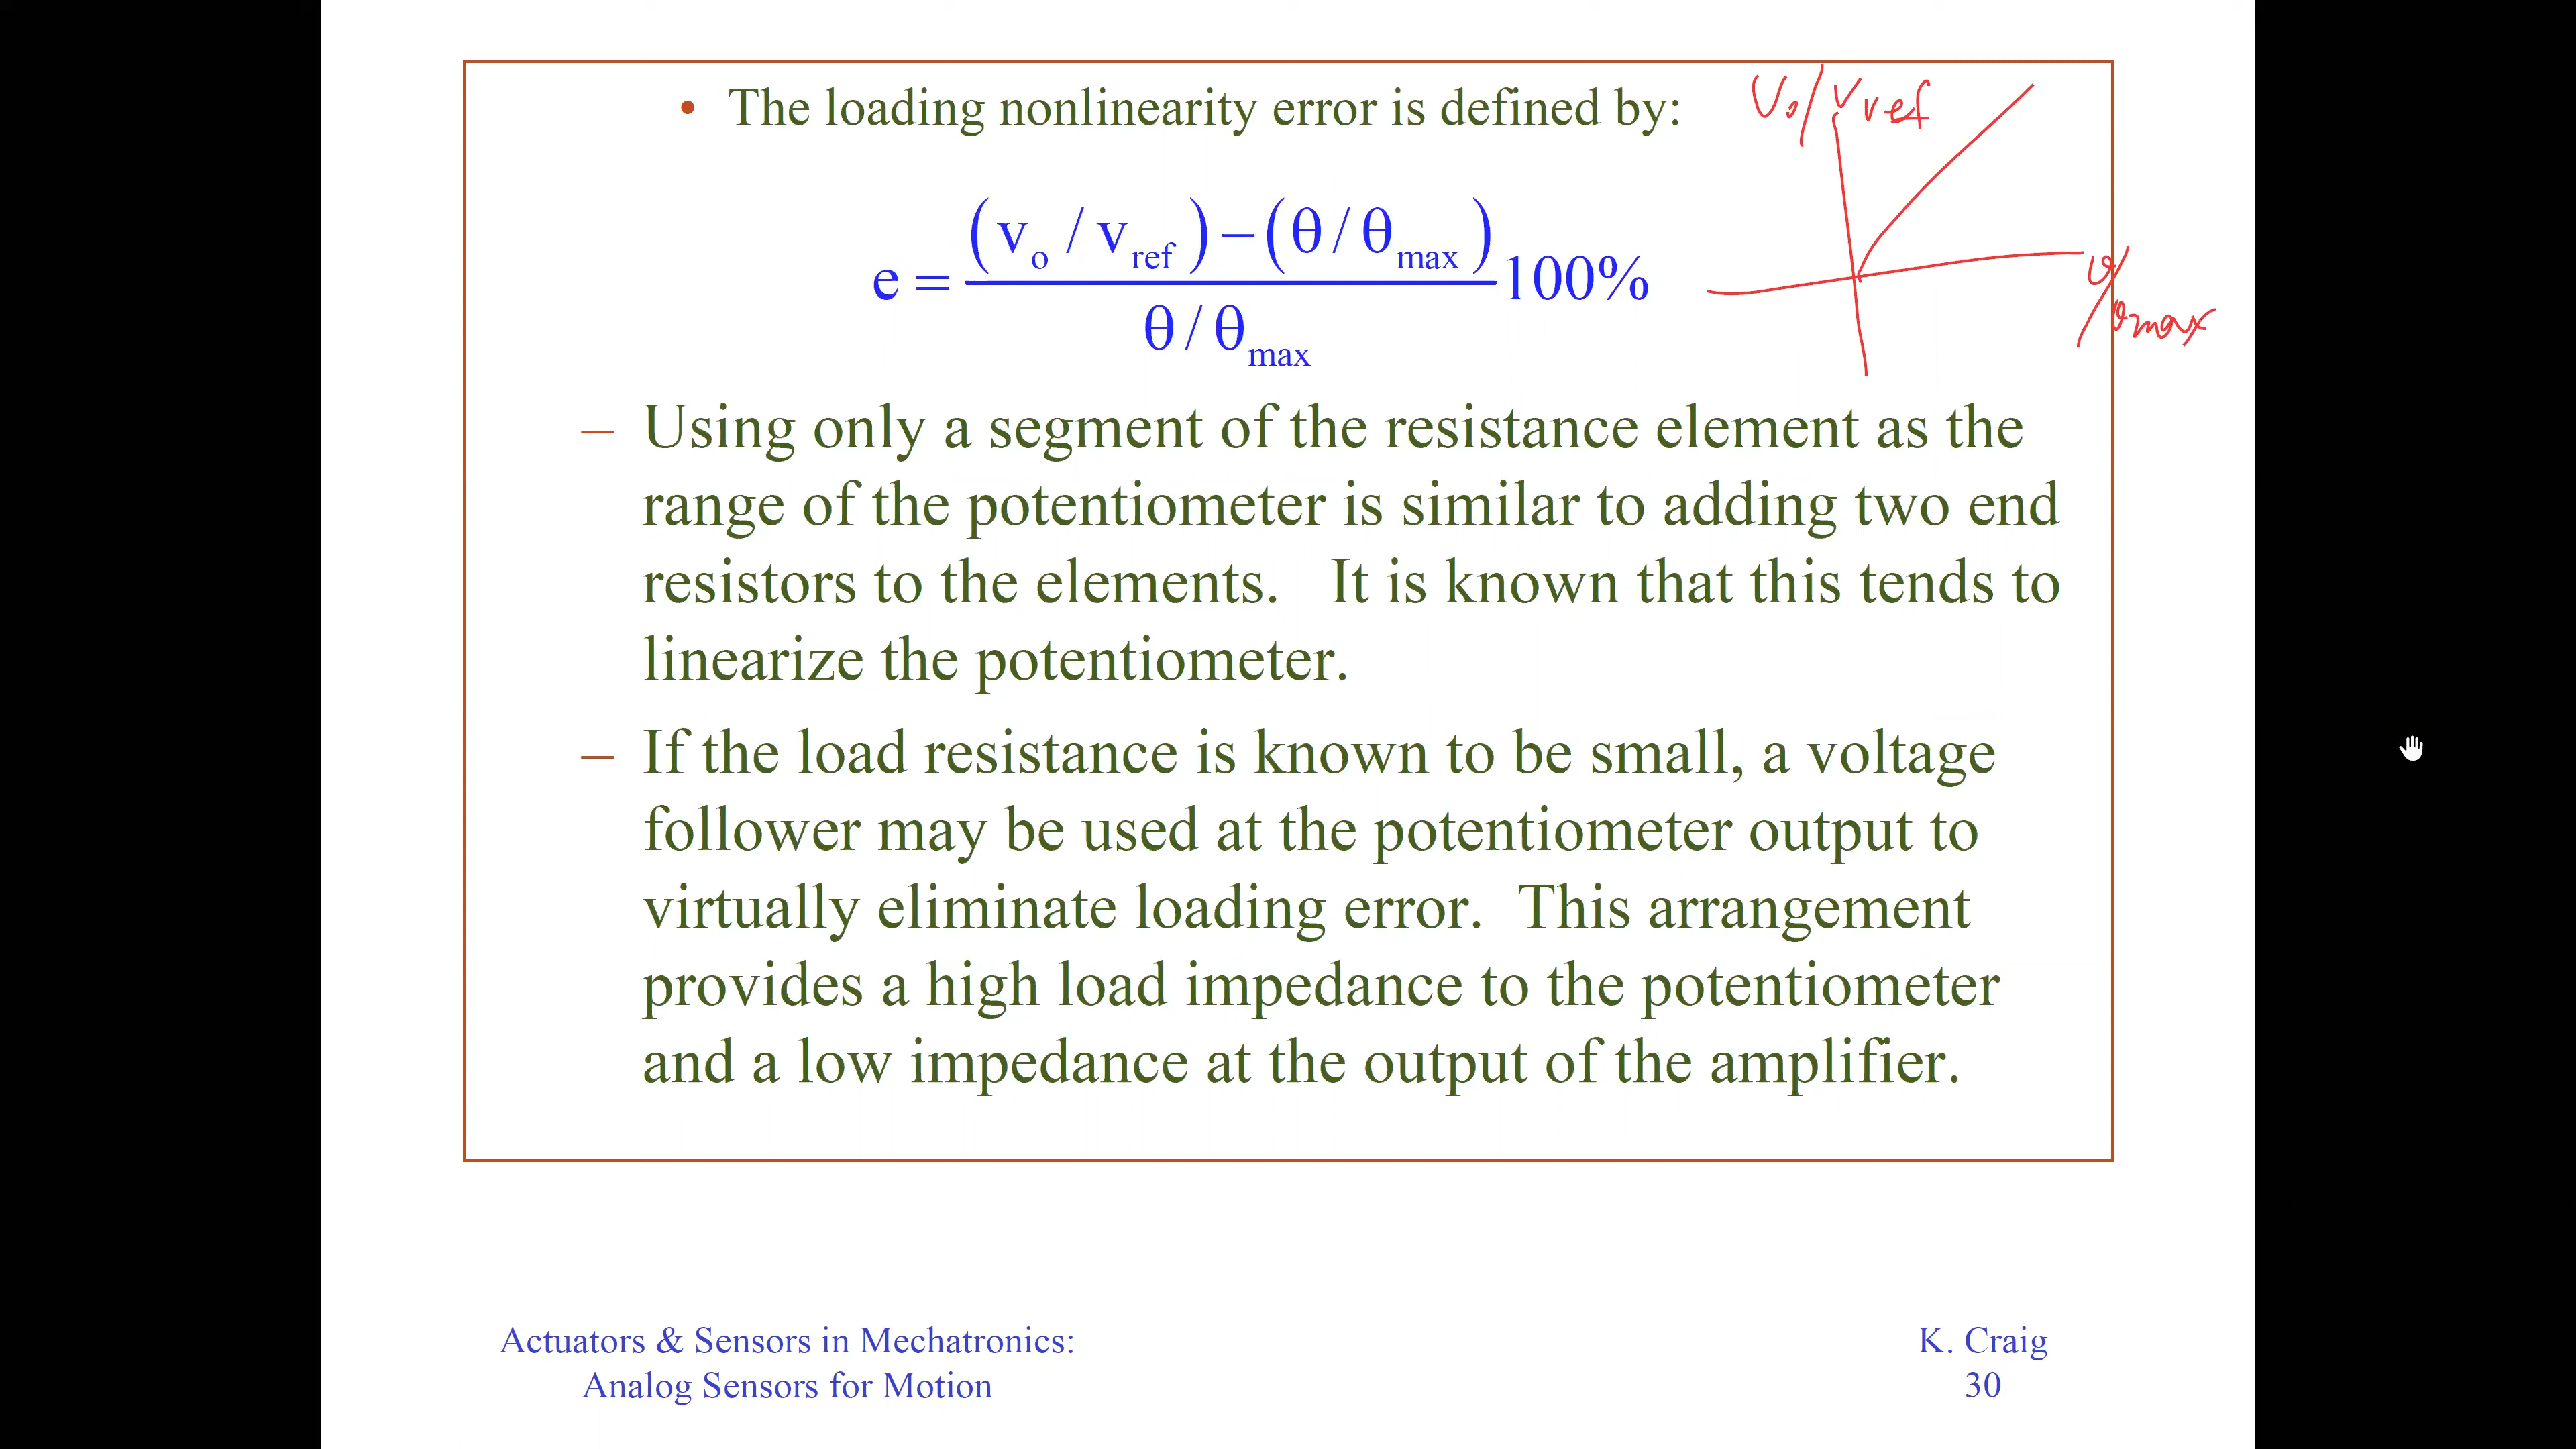 • The loading nonlinearity error is defined by:
Vo/Vref
e = (v_o / v_ref) − (θ / θ_max)
θ / θ_max
100%
θ/
θmax
– Using only a segment of the resistance element as the
range of the potentiometer is similar to adding two end
resistors to the elements. It is known that this tends to
linearize the potentiometer.
– If the load resistance is known to be small, a voltage
follower may be used at the potentiometer output to
virtually eliminate loading error. This arrangement
provides a high load impedance to the potentiometer
and a low impedance at the output of the amplifier.
Actuators & Sensors in Mechatronics:
Analog Sensors for Motion
K. Craig
30